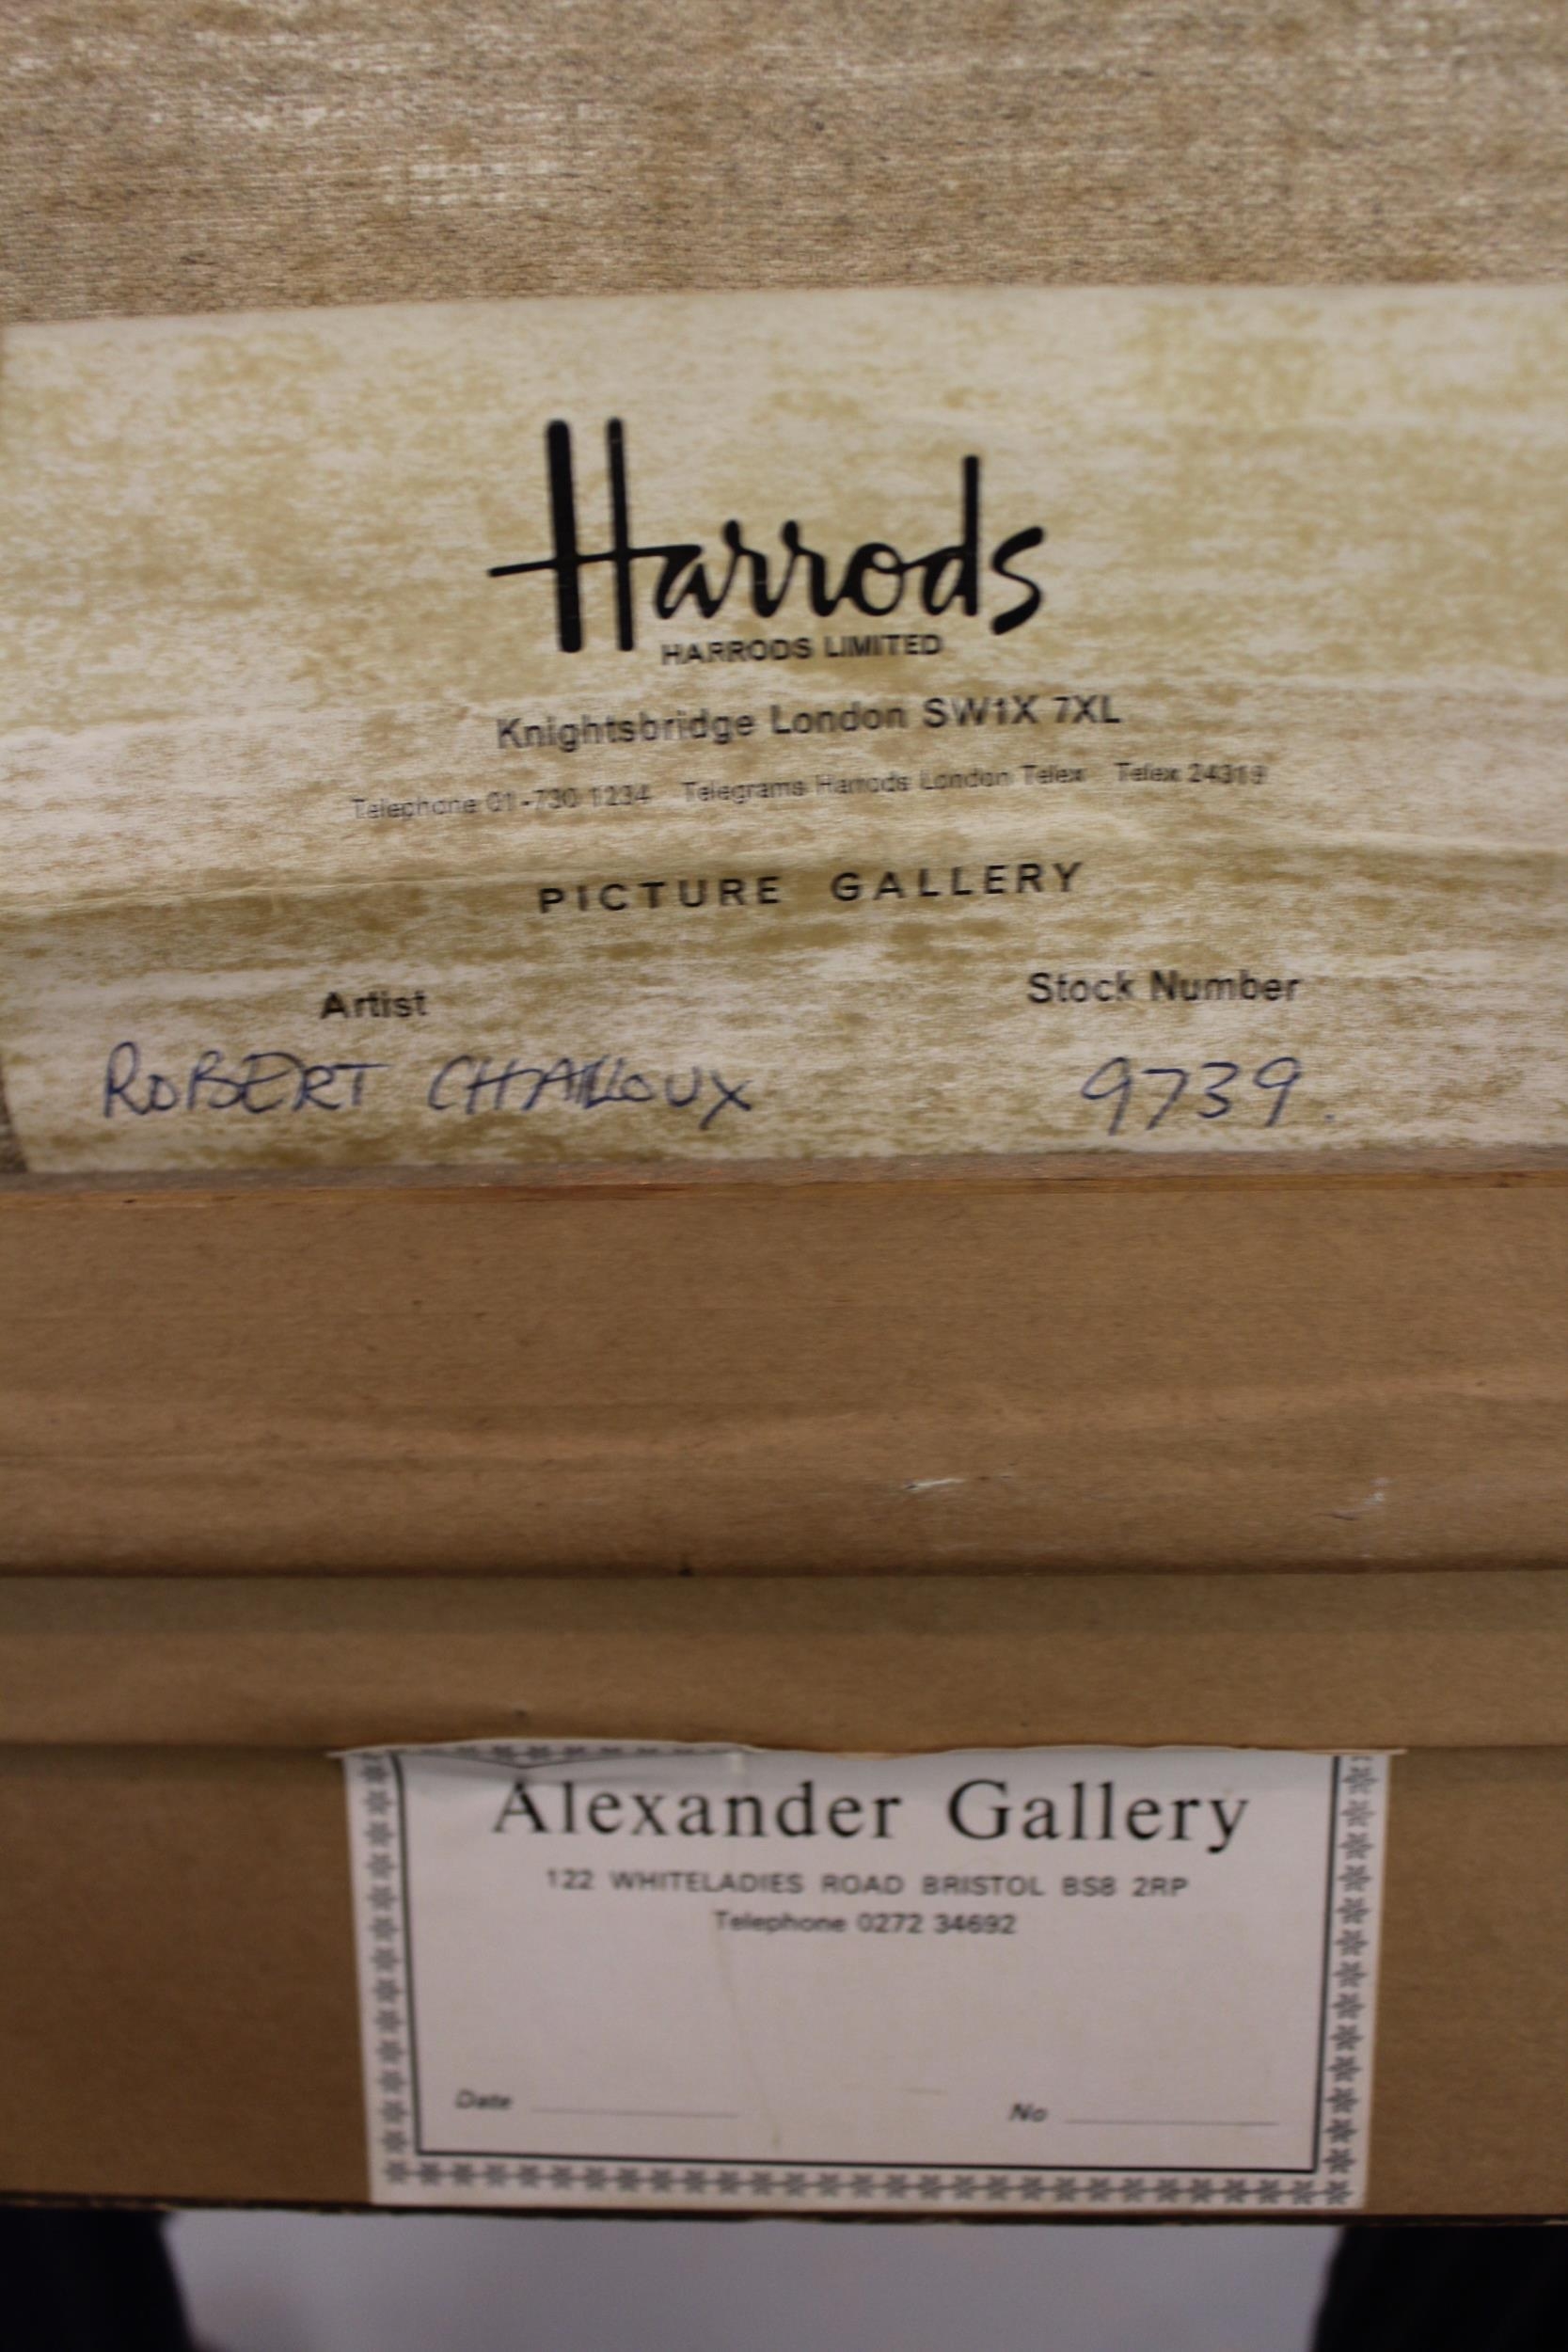 Harrods
HARRODS LIMITED
Knightsbridge London SW1X 7XL
Telephone 01-730 1234 Telegrams Harrods London Telex Telex 24319
PICTURE GALLERY
Artist Stock Number
ROBERT CHAILLOUX 9739.
Alexander Gallery
122 WHITELADIES ROAD BRISTOL BS8 2RP
Telephone 0272 34692
Date No